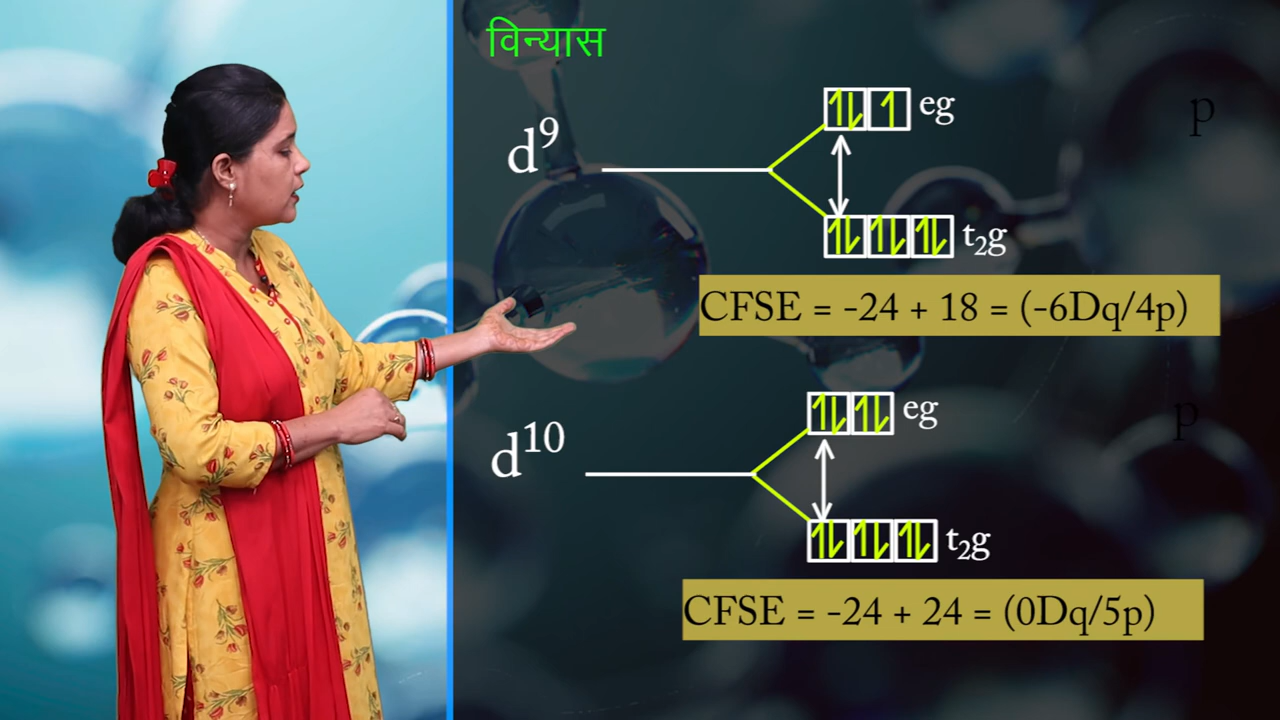 विन्यास
d⁹
eg
p
t₂g
CFSE = -24 + 18 = (-6Dq/4p)
d¹⁰
eg
p
t₂g
CFSE = -24 + 24 = (0Dq/5p)